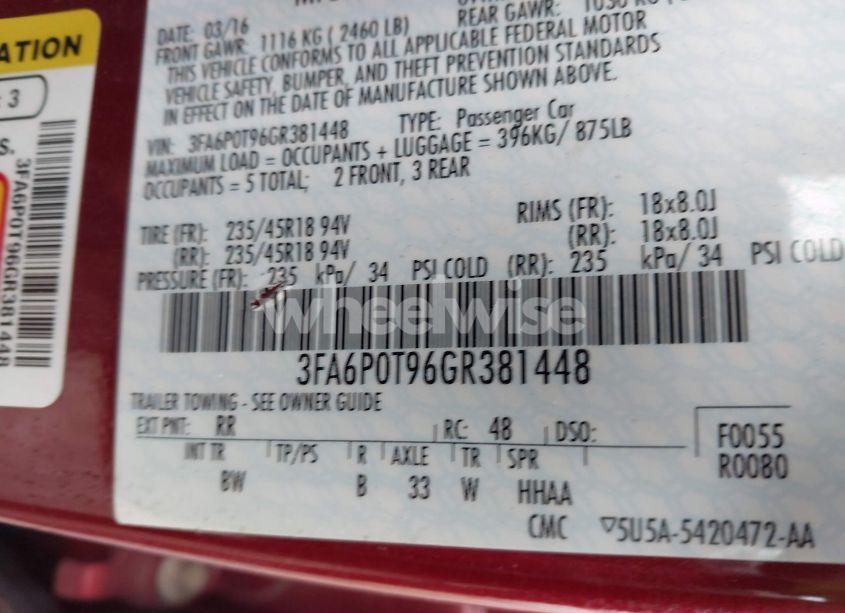 DATE: 03/16
FRONT GAWR: 1116 KG ( 2460 LB)
REAR GAWR:
THIS VEHICLE CONFORMS TO ALL APPLICABLE FEDERAL MOTOR
VEHICLE SAFETY, BUMPER, AND THEFT PREVENTION STANDARDS
IN EFFECT ON THE DATE OF MANUFACTURE SHOWN ABOVE.
VIN: 3FA6P0T96GR381448 TYPE: Passenger Car
MAXIMUM LOAD = OCCUPANTS + LUGGAGE = 396KG/ 875LB
OCCUPANTS = 5 TOTAL; 2 FRONT, 3 REAR
TIRE (FR): 235/45R18 94V RIMS (FR): 18x8.0J
(RR): 235/45R18 94V (RR): 18x8.0J
PRESSURE (FR): 235 kPa/ 34 PSI COLD (RR): 235 kPa/ 34 PSI COLD
wheelwise
3FA6P0T96GR381448
TRAILER TOWING - SEE OWNER GUIDE
EXT PNT: RR RC: 48 DSO:
INT TR TP/PS R AXLE TR SPR
BW B 33 W HHAA
F0055
R0080
CMC ▽5U5A-5420472-AA
ATION
3
S.
3FA6P0T96GR381448